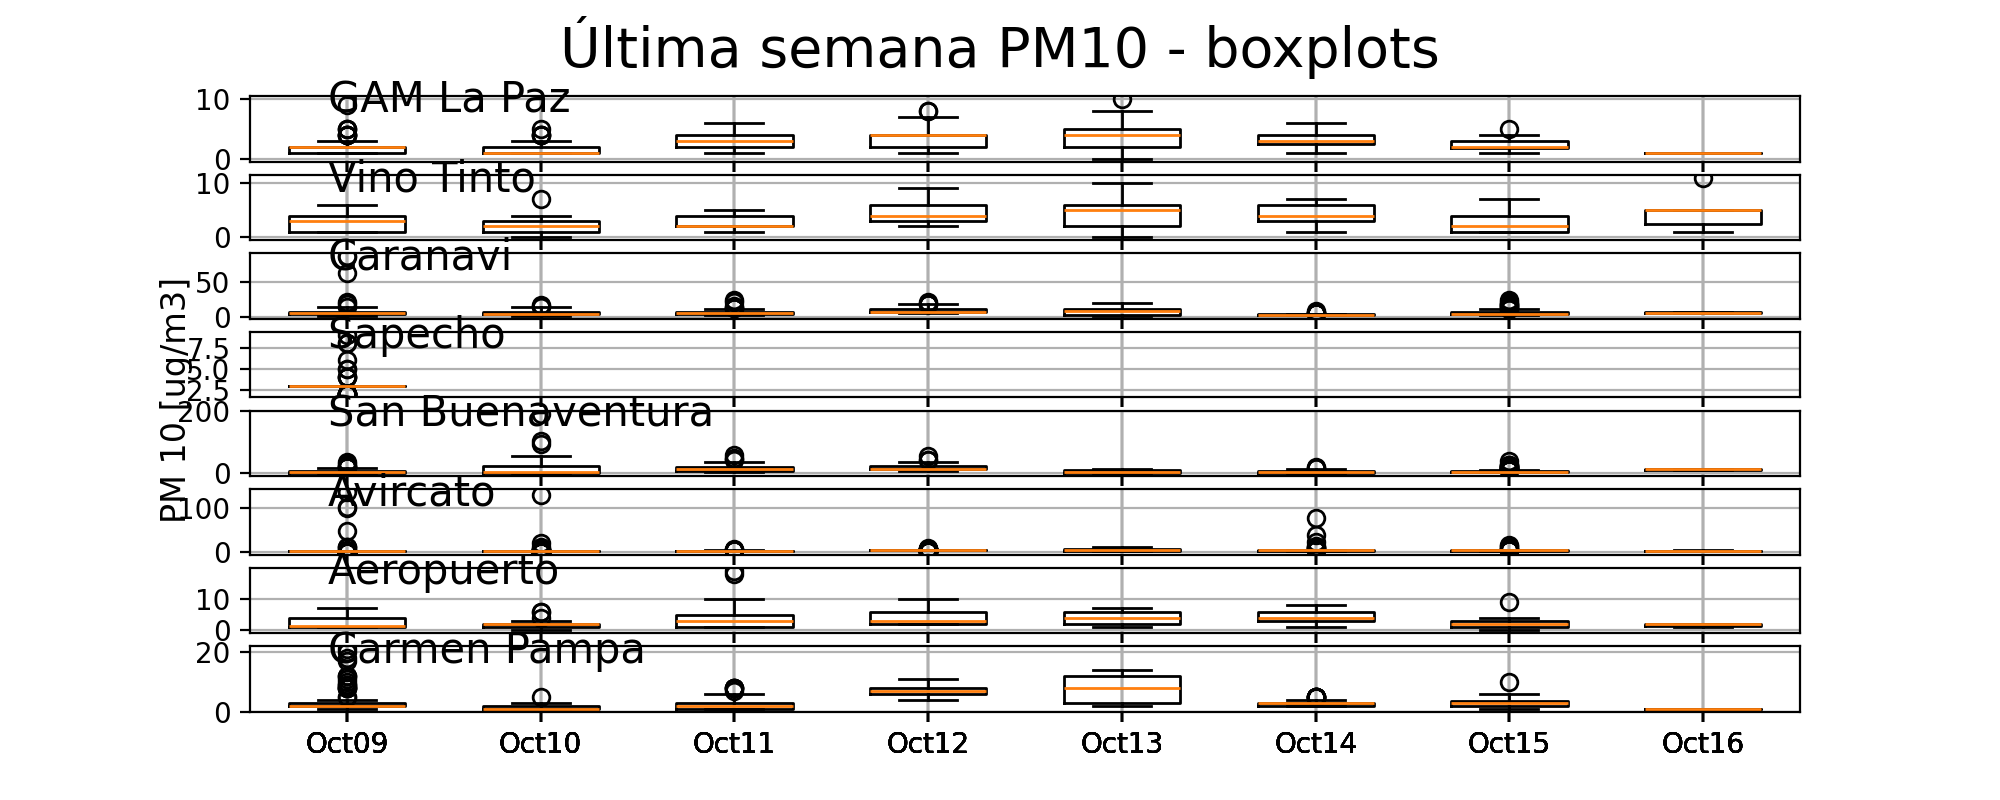 Última semana PM10 - boxplots
GAM La Paz
10
0
Vino Tinto
10
0
Caranavi
50
0
Sapecho
7.5
5.0
2.5
San Buenaventura
200
0
Avircato
100
0
Aeropuerto
10
0
Carmen Pampa
20
0
PM 10 [ug/m3]
Oct09 Oct10 Oct11 Oct12 Oct13 Oct14 Oct15 Oct16